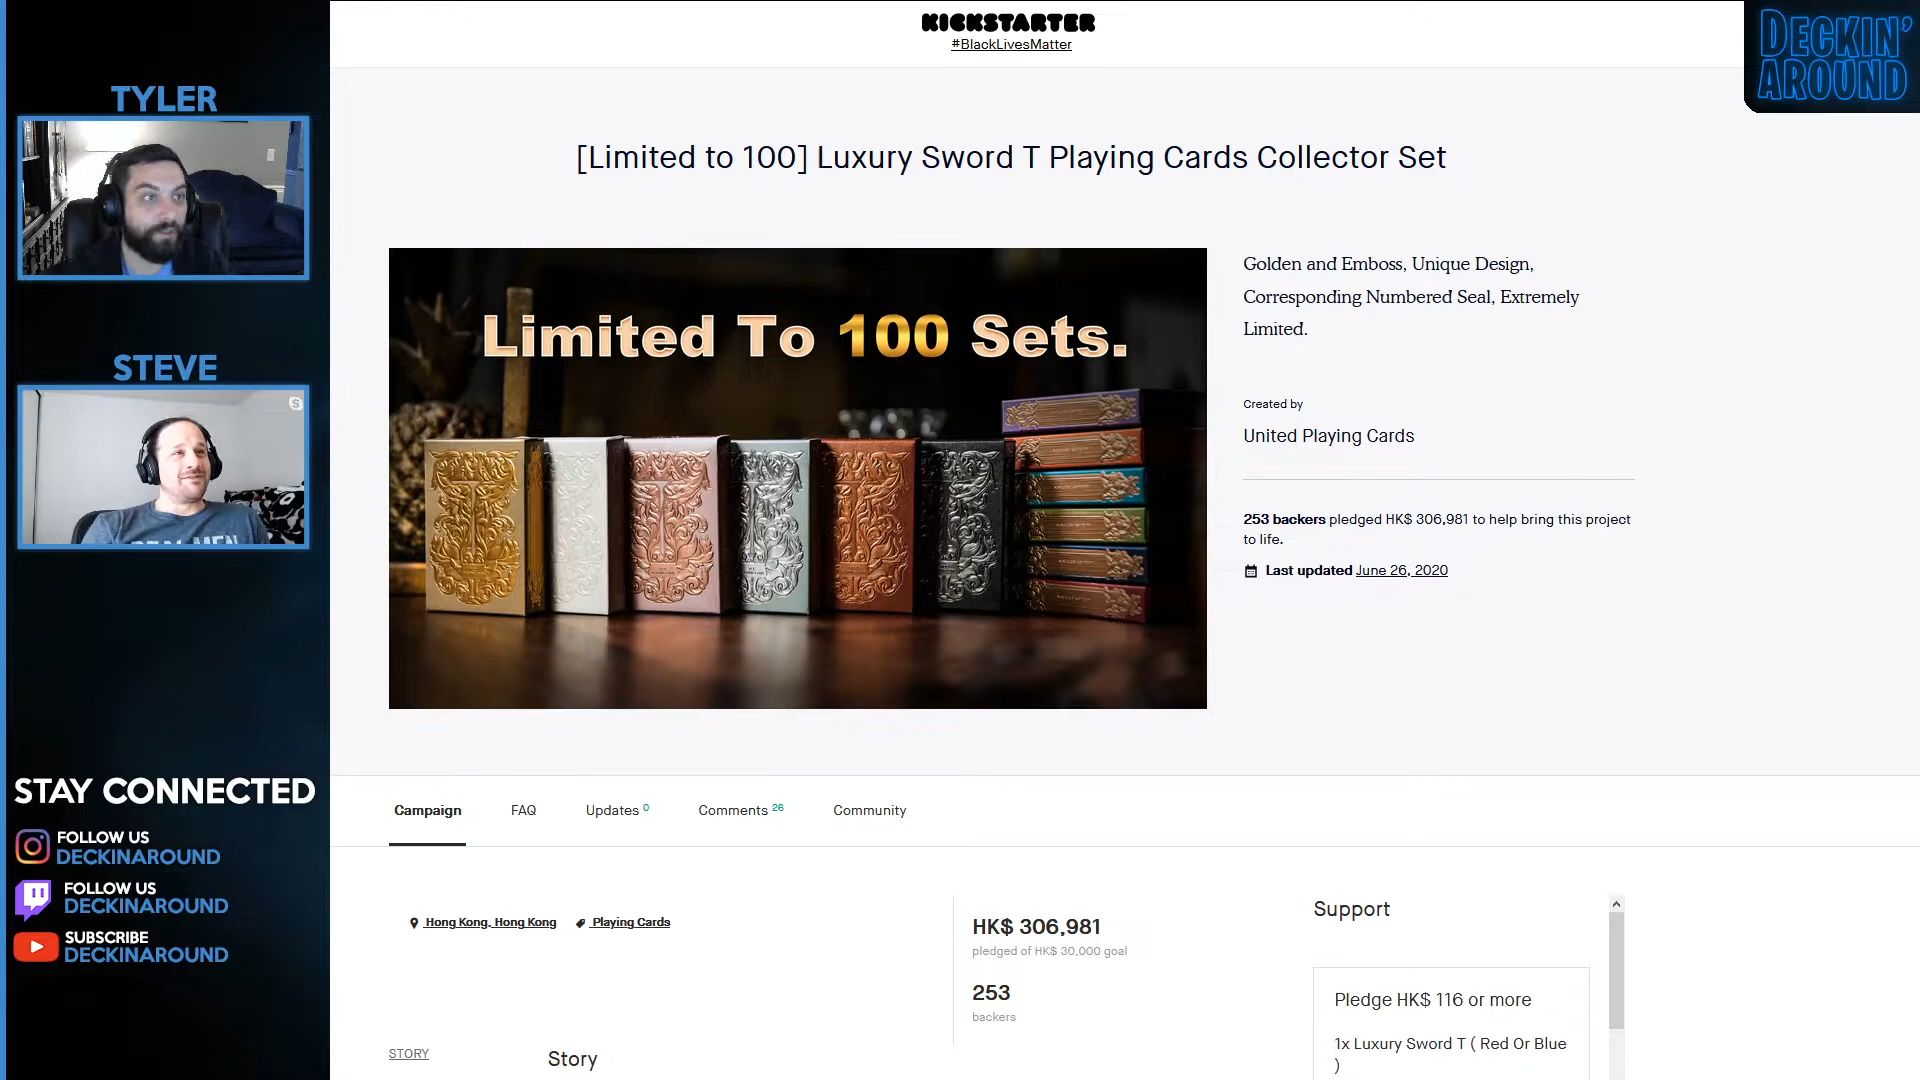 KICKSTARTER
#BlackLivesMatter
DECKIN'
AROUND
TYLER
STEVE
S
[Limited to 100] Luxury Sword T Playing Cards Collector Set
Limited To 100 Sets.
Golden and Emboss, Unique Design,
Corresponding Numbered Seal, Extremely
Limited.
Created by
United Playing Cards
253 backers pledged HK$ 306,981 to help bring this project
to life.
Last updated June 26, 2020
STAY CONNECTED
FOLLOW US
DECKINAROUND
FOLLOW US
DECKINAROUND
SUBSCRIBE
DECKINAROUND
Campaign FAQ Updates 0 Comments 26 Community
Hong Kong, Hong Kong Playing Cards
HK$ 306,981
pledged of HK$ 30,000 goal
253
backers
Support
Pledge HK$ 116 or more
1x Luxury Sword T ( Red Or Blue
)
STORY
Story